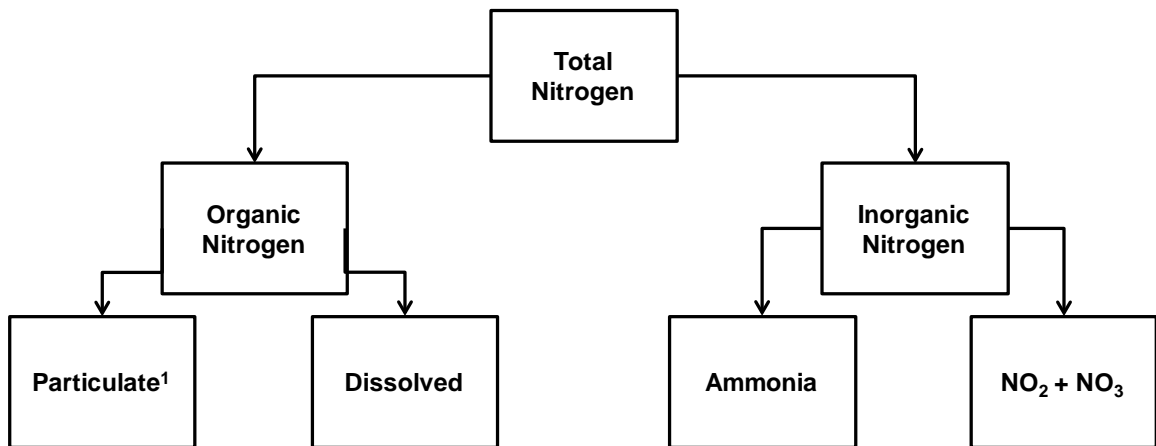 Total
Nitrogen
Organic
Nitrogen
Inorganic
Nitrogen
Particulate¹
Dissolved
Ammonia
NO₂ + NO₃